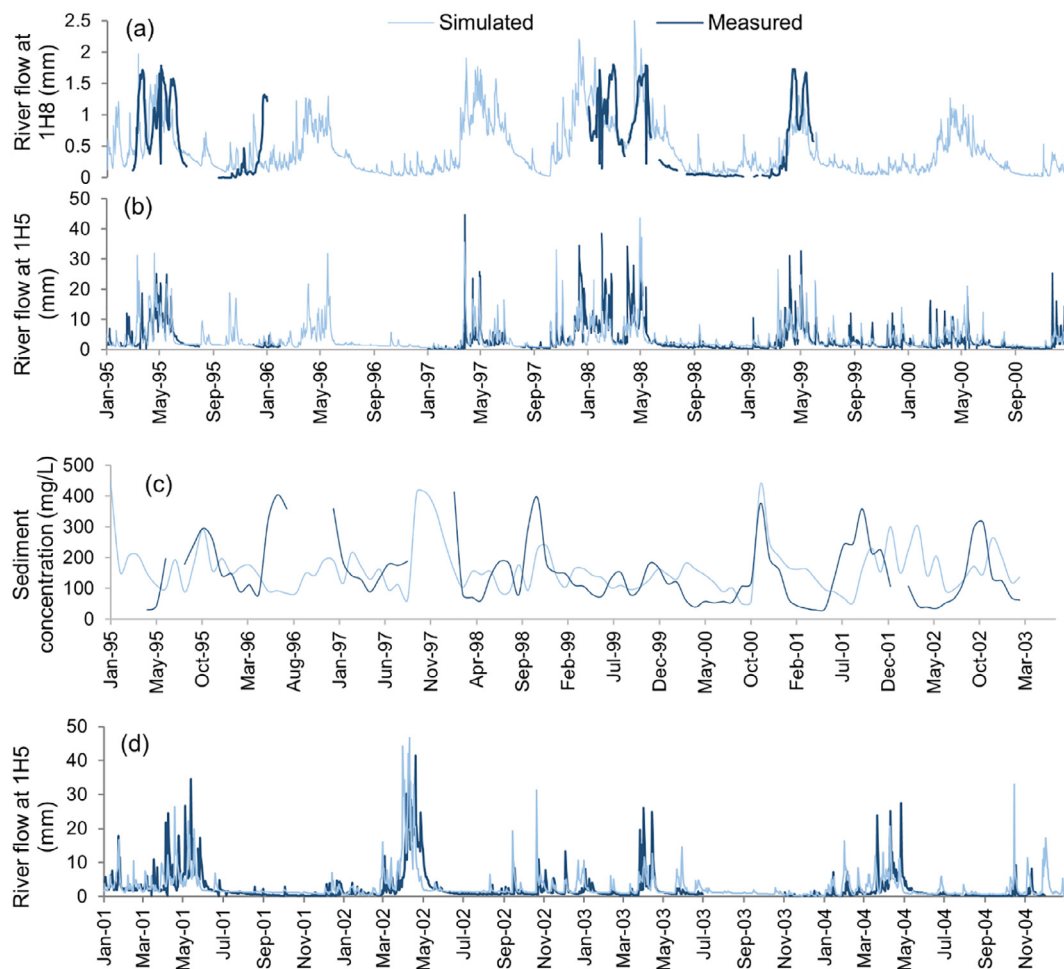 (a)
Simulated
Measured
River flow at
1H8 (mm)
2.5
2
1.5
1
0.5
0
(b)
River flow at 1H5
(mm)
50
40
30
20
10
0
Jan-95
May-95
Sep-95
Jan-96
May-96
Sep-96
Jan-97
May-97
Sep-97
Jan-98
May-98
Sep-98
Jan-99
May-99
Sep-99
Jan-00
May-00
Sep-00
(c)
Sediment
concentration (mg/L)
500
400
300
200
100
0
Jan-95
May-95
Oct-95
Mar-96
Aug-96
Jan-97
Jun-97
Nov-97
Apr-98
Sep-98
Feb-99
Jul-99
Dec-99
May-00
Oct-00
Feb-01
Jul-01
Dec-01
May-02
Oct-02
Mar-03
(d)
River flow at 1H5
(mm)
50
40
30
20
10
0
Jan-01
Mar-01
May-01
Jul-01
Sep-01
Nov-01
Jan-02
Mar-02
May-02
Jul-02
Sep-02
Nov-02
Jan-03
Mar-03
May-03
Jul-03
Sep-03
Nov-03
Jan-04
Mar-04
May-04
Jul-04
Sep-04
Nov-04